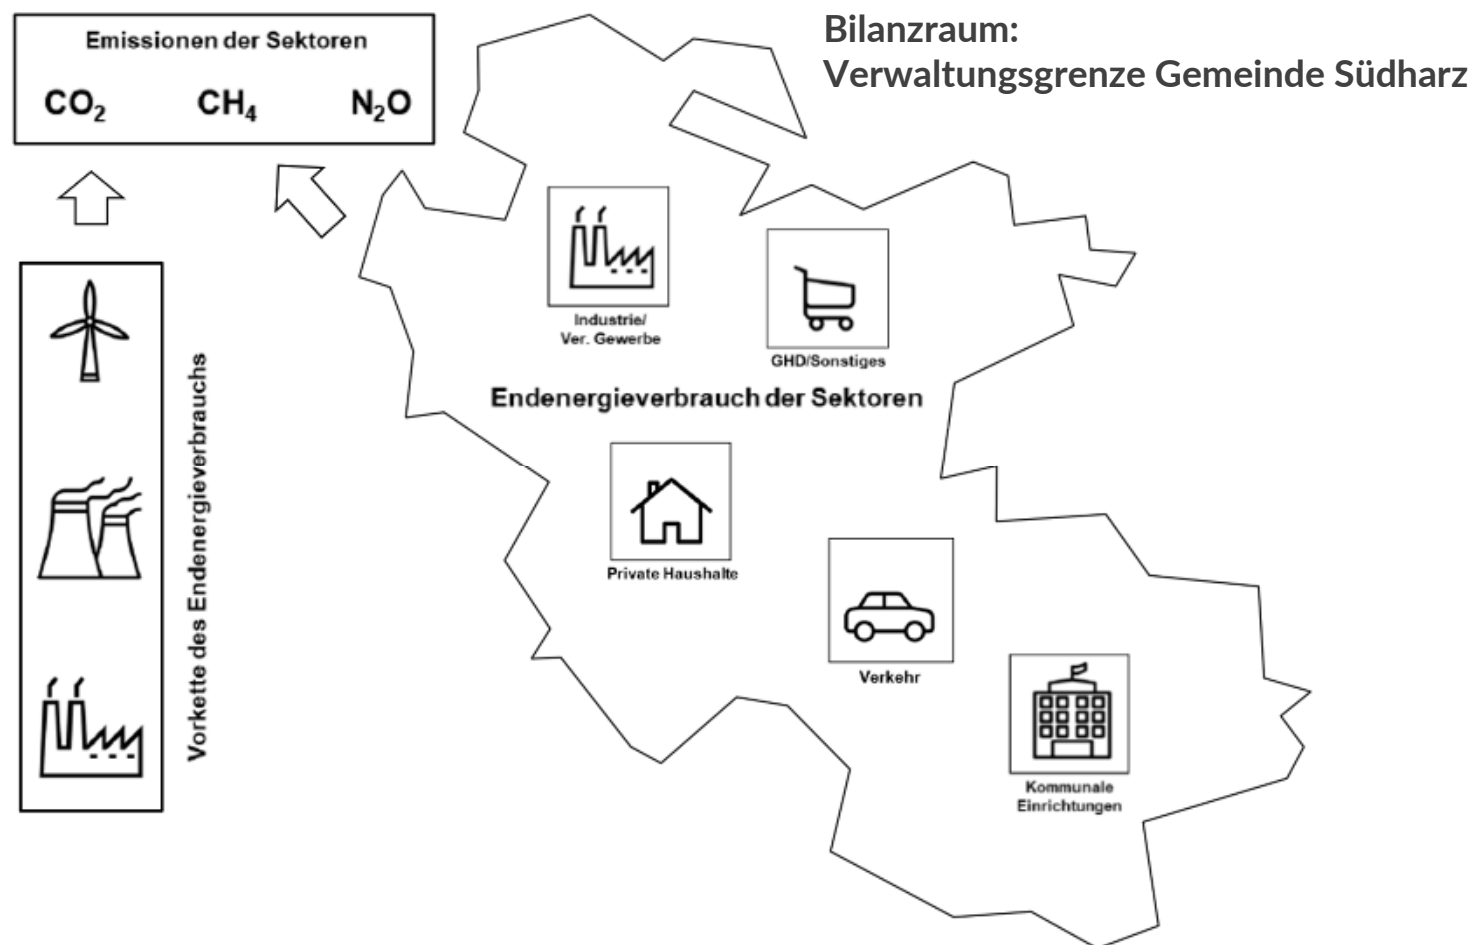 Bilanzraum:
Verwaltungsgrenze Gemeinde Südharz
Emissionen der Sektoren
CO₂ CH₄ N₂O
Vorkette des Endenergieverbrauchs
Industrie/
Ver. Gewerbe
GHD/Sonstiges
Endenergieverbrauch der Sektoren
Private Haushalte
Verkehr
Kommunale
Einrichtungen